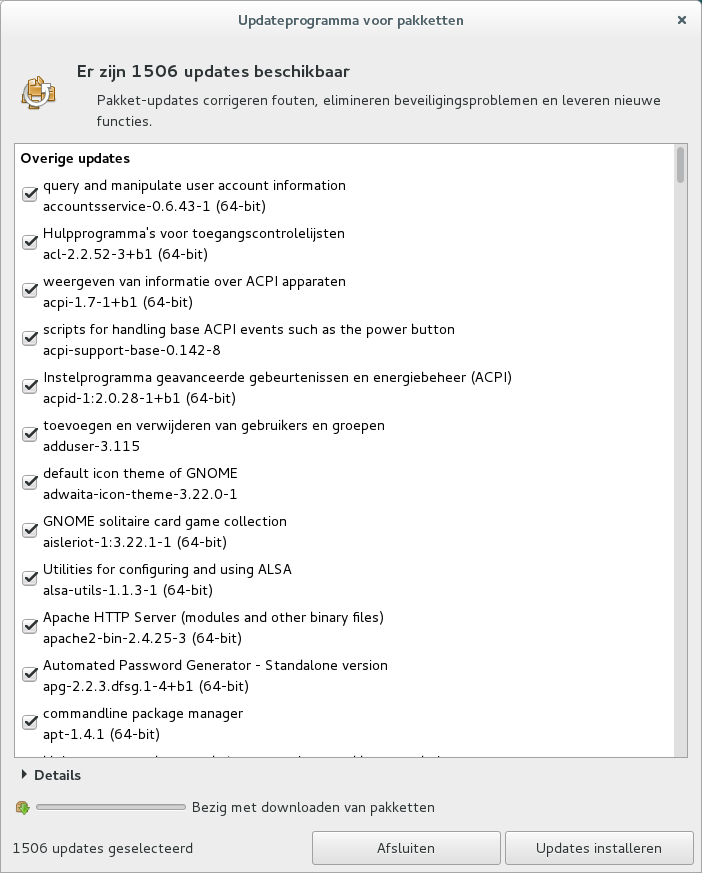 Updateprogramma voor pakketten
Er zijn 1506 updates beschikbaar
Pakket-updates corrigeren fouten, elimineren beveiligingsproblemen en leveren nieuwe
functies.
Overige updates
query and manipulate user account information
accountsservice-0.6.43-1 (64-bit)
Hulpprogramma's voor toegangscontrolelijsten
acl-2.2.52-3+b1 (64-bit)
weergeven van informatie over ACPI apparaten
acpi-1.7-1+b1 (64-bit)
scripts for handling base ACPI events such as the power button
acpi-support-base-0.142-8
Instelprogramma geavanceerde gebeurtenissen en energiebeheer (ACPI)
acpid-1:2.0.28-1+b1 (64-bit)
toevoegen en verwijderen van gebruikers en groepen
adduser-3.115
default icon theme of GNOME
adwaita-icon-theme-3.22.0-1
GNOME solitaire card game collection
aisleriot-1:3.22.1-1 (64-bit)
Utilities for configuring and using ALSA
alsa-utils-1.1.3-1 (64-bit)
Apache HTTP Server (modules and other binary files)
apache2-bin-2.4.25-3 (64-bit)
Automated Password Generator - Standalone version
apg-2.2.3.dfsg.1-4+b1 (64-bit)
commandline package manager
apt-1.4.1 (64-bit)
Details
Bezig met downloaden van pakketten
1506 updates geselecteerd
Afsluiten
Updates installeren